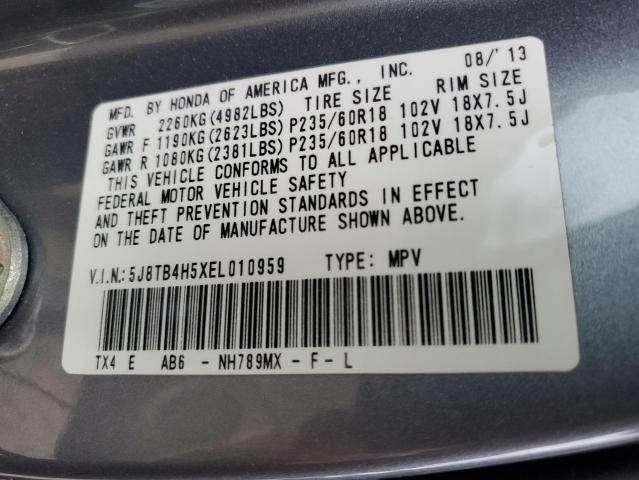 MFD. BY HONDA OF AMERICA MFG., INC. 08/'13
GVWR 2260KG(4982LBS) TIRE SIZE RIM SIZE
GAWR F 1190KG(2623LBS) P235/60R18 102V 18X7.5J
GAWR R 1080KG(2381LBS) P235/60R18 102V 18X7.5J
THIS VEHICLE CONFORMS TO ALL APPLICABLE
FEDERAL MOTOR VEHICLE SAFETY
AND THEFT PREVENTION STANDARDS IN EFFECT
ON THE DATE OF MANUFACTURE SHOWN ABOVE.
V.I.N.:5J8TB4H5XEL010959 TYPE: MPV
TX4 E AB6 - NH789MX - F - L